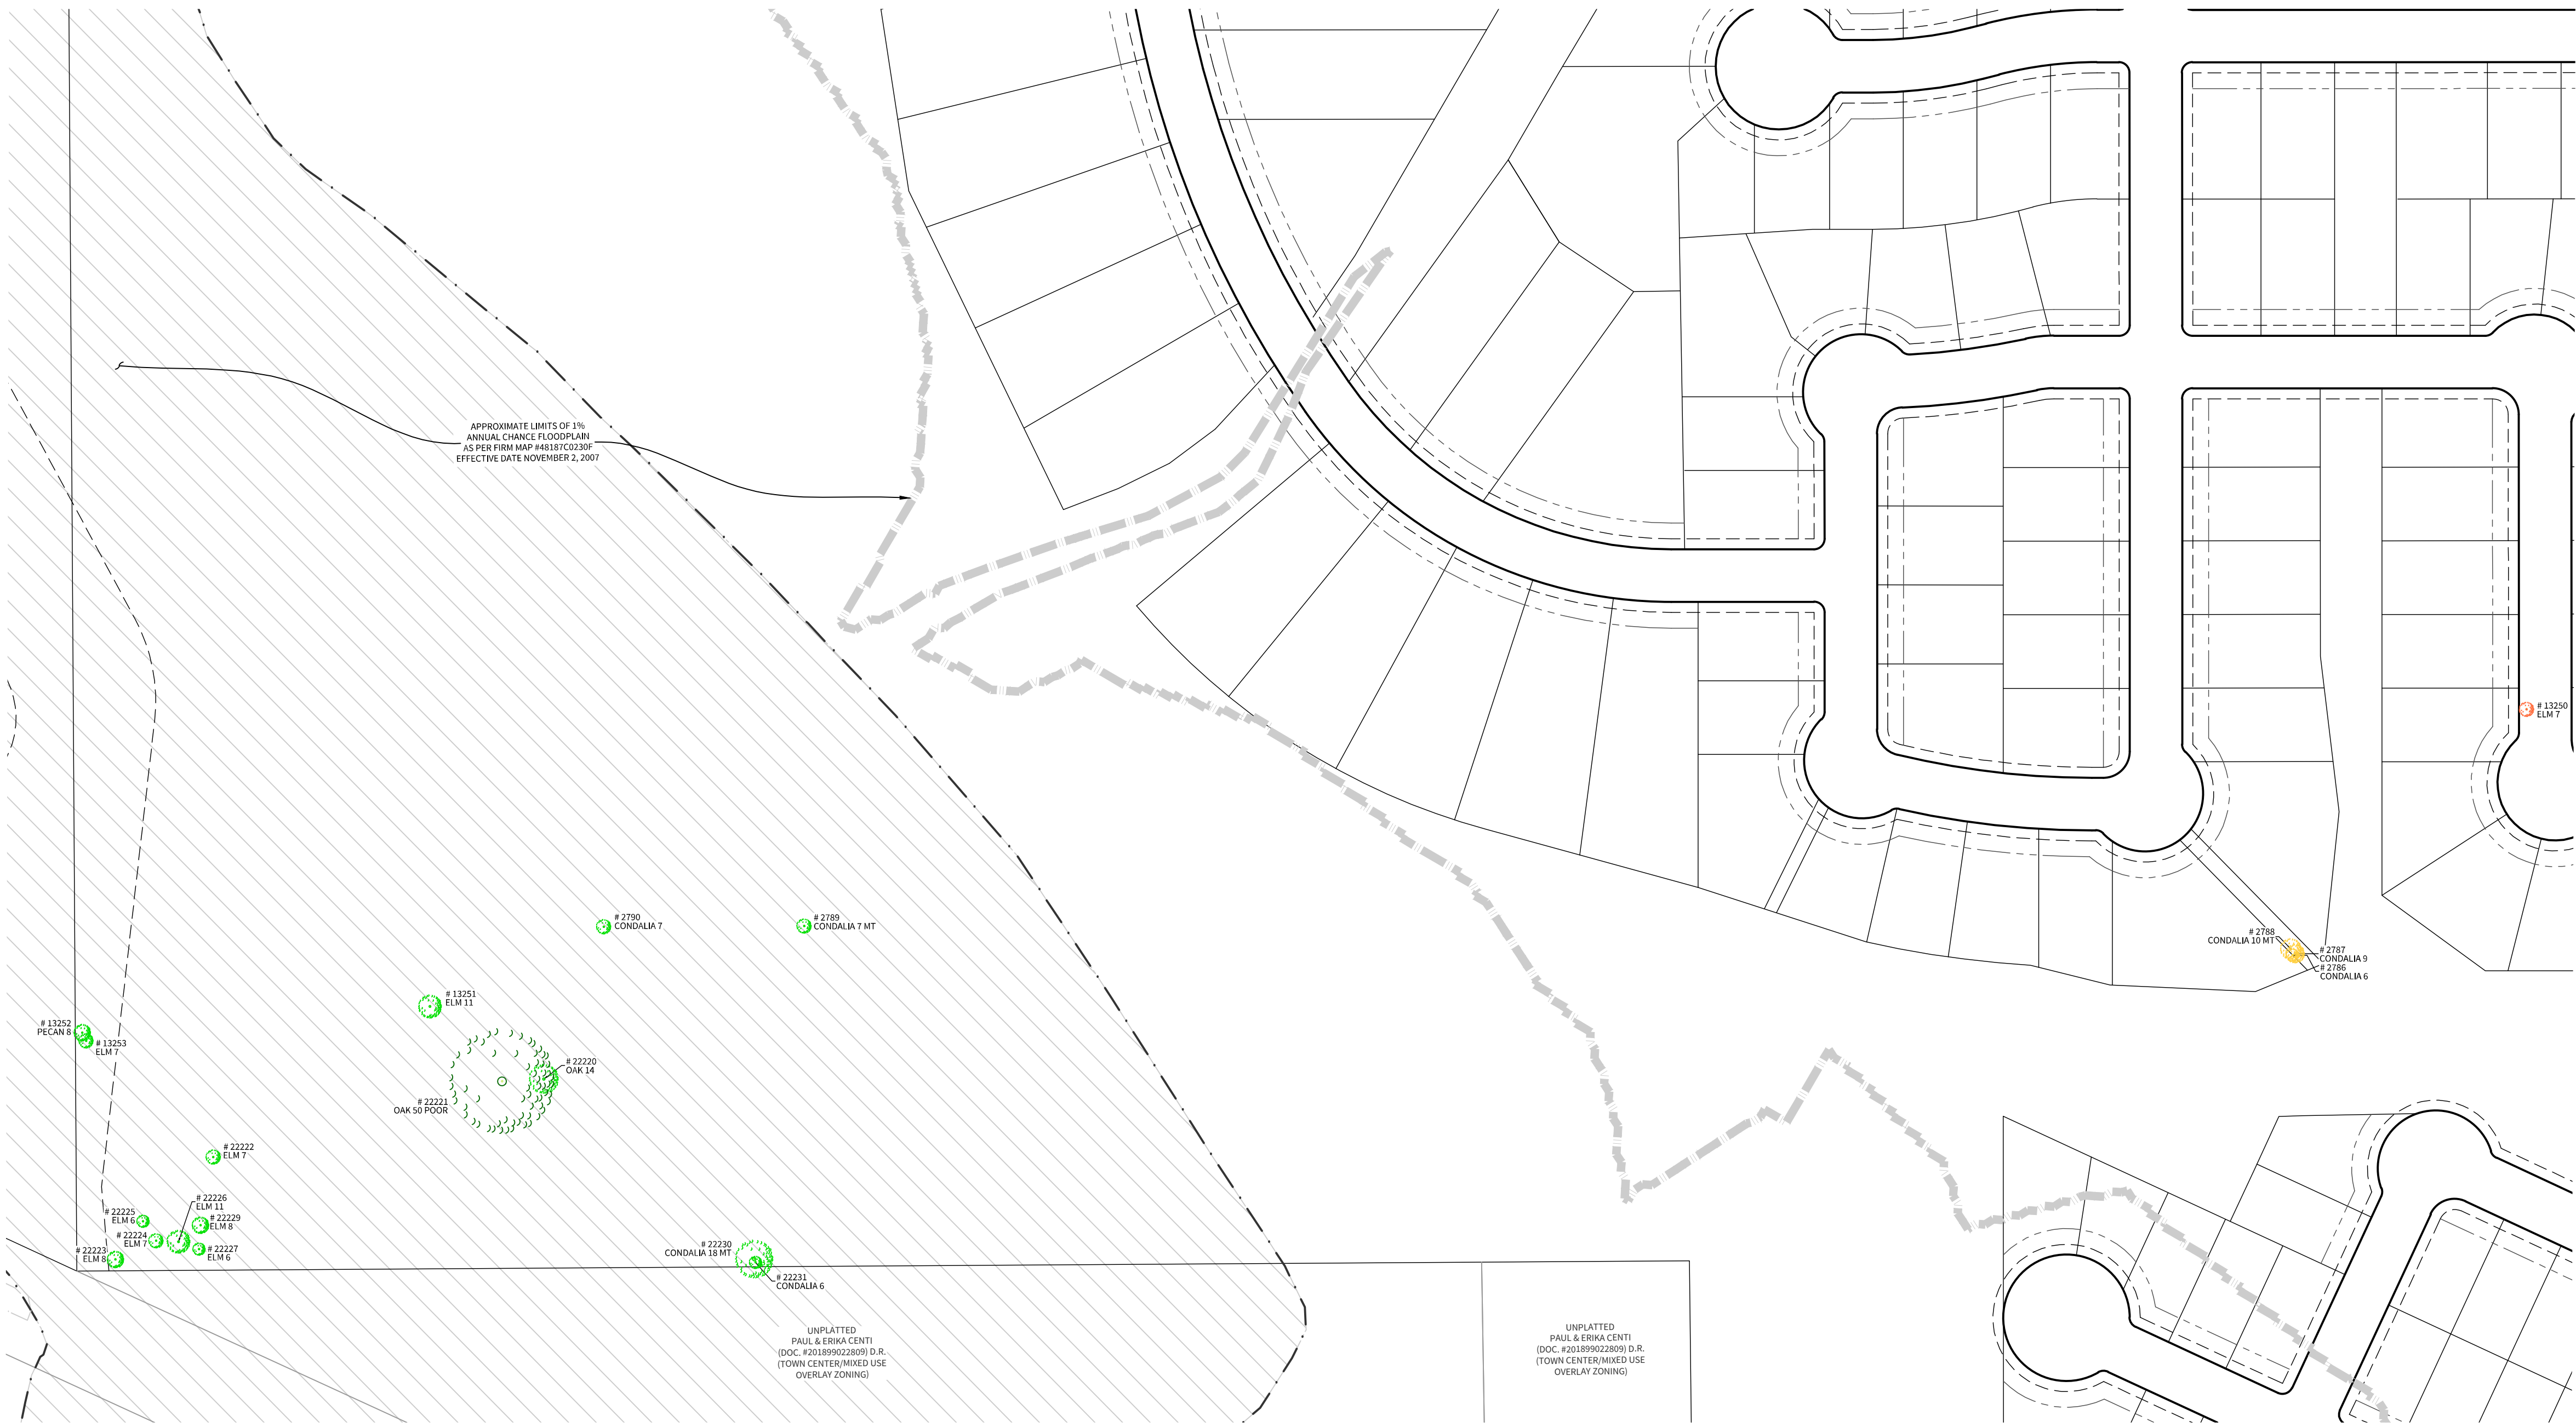 APPROXIMATE LIMITS OF 1%
ANNUAL CHANCE FLOODPLAIN
AS PER FIRM MAP #48187C0230F
EFFECTIVE DATE NOVEMBER 2, 2007
# 13250
ELM 7
# 2790
CONDALIA 7
# 2789
CONDALIA 7 MT
# 2788
CONDALIA 10 MT
# 2787
CONDALIA 9
# 2786
CONDALIA 6
# 13251
ELM 11
# 13252
PECAN 8
# 13253
ELM 7
# 22220
OAK 14
# 22221
OAK 50 POOR
# 22222
ELM 7
# 22226
ELM 11
# 22225
ELM 6
# 22229
ELM 8
# 22224
ELM 7
# 22223
ELM 8
# 22227
ELM 6
# 22230
CONDALIA 18 MT
# 22231
CONDALIA 6
UNPLATTED
PAUL & ERIKA CENTI
(DOC. #201899022809) D.R.
(TOWN CENTER/MIXED USE
OVERLAY ZONING)
UNPLATTED
PAUL & ERIKA CENTI
(DOC. #201899022809) D.R.
(TOWN CENTER/MIXED USE
OVERLAY ZONING)